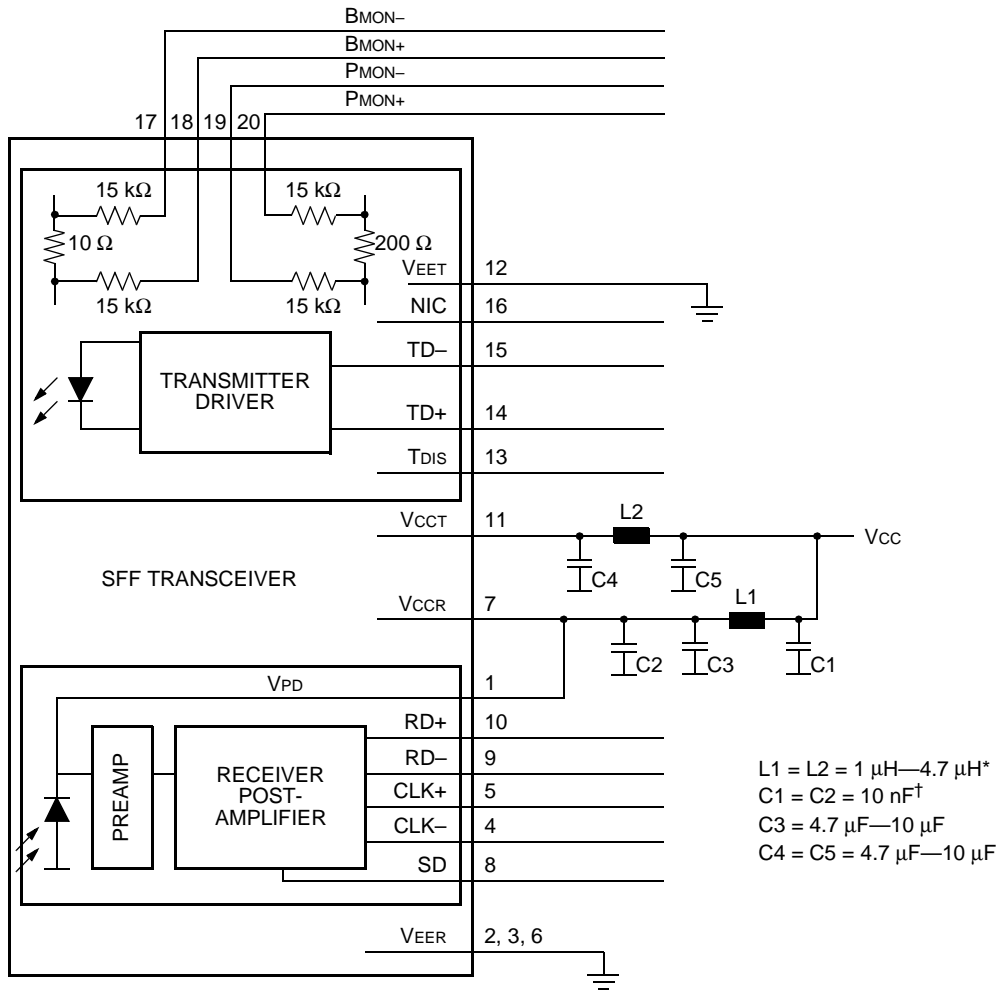 BMON–
BMON+
PMON–
PMON+
17 18 19 20
15 kΩ
15 kΩ
10 Ω
200 Ω
15 kΩ
15 kΩ
VEET 12
NIC 16
TD– 15
TRANSMITTER
DRIVER
TD+ 14
TDIS 13
VCCT 11
L2
VCC
C4
C5
SFF TRANSCEIVER
VCCR 7
L1
C2
C3
C1
VPD 1
RD+ 10
RD– 9
PREAMP
RECEIVER
POST-
AMPLIFIER
CLK+ 5
CLK– 4
SD 8
L1 = L2 = 1 μH—4.7 μH*
C1 = C2 = 10 nF†
C3 = 4.7 μF—10 μF
C4 = C5 = 4.7 μF—10 μF
VEER 2, 3, 6